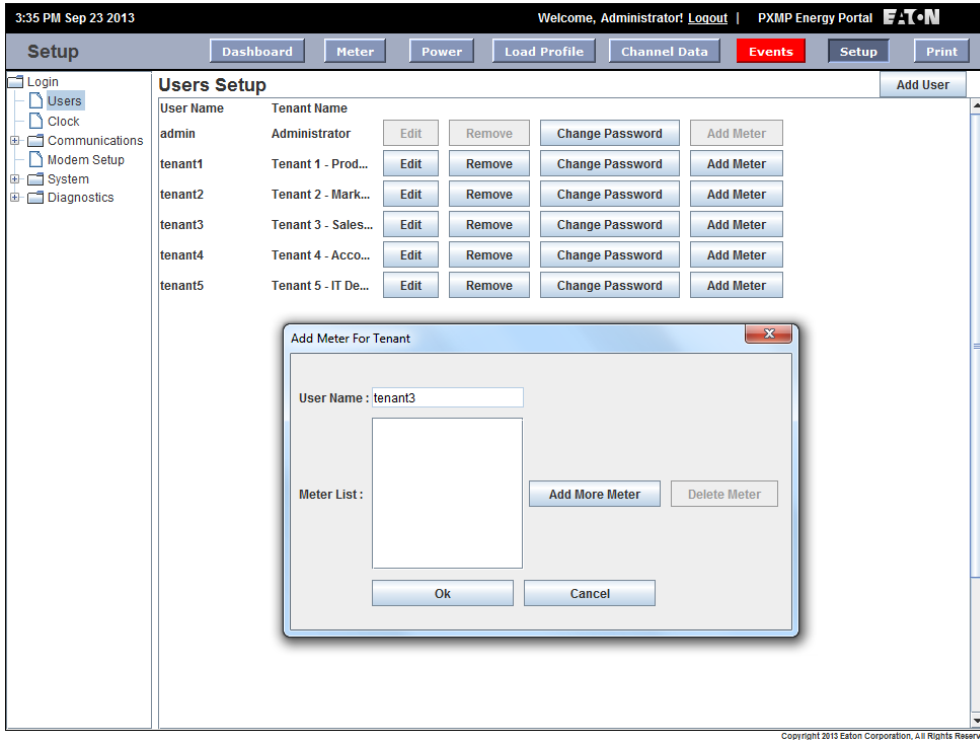 3:35 PM Sep 23 2013 Welcome, Administrator! Logout | PXMP Energy Portal EATON
Setup Dashboard Meter Power Load Profile Channel Data Events Setup Print
Login
Users
Clock
Communications
Modem Setup
System
Diagnostics
Users Setup Add User
User Name Tenant Name
admin Administrator Edit Remove Change Password Add Meter
tenant1 Tenant 1 - Prod... Edit Remove Change Password Add Meter
tenant2 Tenant 2 - Mark... Edit Remove Change Password Add Meter
tenant3 Tenant 3 - Sales... Edit Remove Change Password Add Meter
tenant4 Tenant 4 - Acco... Edit Remove Change Password Add Meter
tenant5 Tenant 5 - IT De... Edit Remove Change Password Add Meter
Add Meter For Tenant
User Name : tenant3
Meter List : Add More Meter Delete Meter
Ok Cancel
Copyright 2013 Eaton Corporation, All Rights Reserv